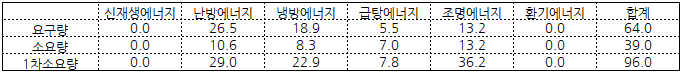 신재생에너지 난방에너지 냉방에너지 급탕에너지 조명에너지 환기에너지 합계
요구량 0.0 26.5 18.9 5.5 13.2 0.0 64.0
소요량 0.0 10.6 8.3 7.0 13.2 0.0 39.0
1차소요량 0.0 29.0 22.9 7.8 36.2 0.0 96.0